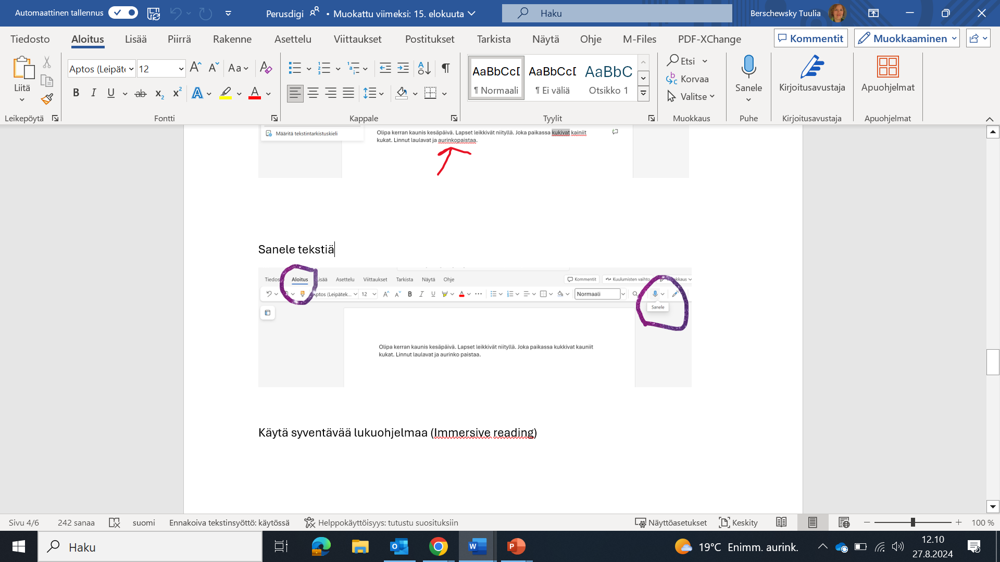 Automaattinen tallennus
Perusdigi • Muokattu viimeksi: 15. elokuuta
Haku
Berschewsky Tuulia
Tiedosto Aloitus Lisää Piirrä Rakenne Asettelu Viittaukset Postitukset Tarkista Näytä Ohje M-Files PDF-XChange
Kommentit Muokkaaminen
Liitä
Aptos (Leipäte 12
AaBbCcD AaBbCcD AaBbC
¶ Normaali ¶ Ei väliä Otsikko 1
Etsi
Korvaa
Valitse
Sanele
Kirjoitusavustaja
Apuohjelmat
Leikepöytä Fontti Kappale Tyylit Muokkaus Puhe Kirjoitusavustaja Apuohjelmat
Määritä tekstintarkistuskieli
Olipa kerran kaunis kesäpäivä. Lapset leikkivät niityllä. Joka paikassa kukivat kainiit
kukat. Linnut laulavat ja aurinkopaistaa.
Sanele tekstiä
Tiedos Aloitus isää Asettelu Viittaukset Tarkista Näytä Ohje Kommentit Kuulumisten vaihto
Aptos (Leipätek... 12 B I U Normaali
Sanele
Olipa kerran kaunis kesäpäivä. Lapset leikkivät niityllä. Joka paikassa kukkivat kauniit
kukat. Linnut laulavat ja aurinko paistaa.
Käytä syventävää lukuohjelmaa (Immersive reading)
Sivu 4/6 242 sanaa suomi Ennakoiva tekstinsyöttö: käytössä Helppokäyttöisyys: tutustu suosituksiin Näyttöasetukset Keskity 100 %
Haku
19°C Enimm. aurink.
12.10
27.8.2024